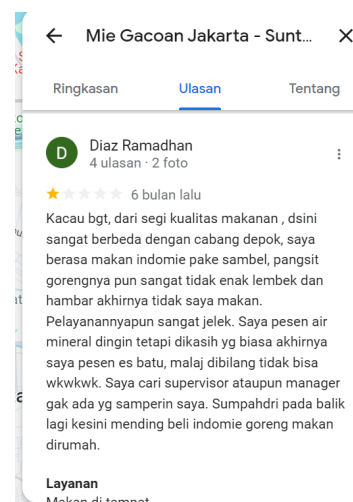 Mie Gacoan Jakarta - Sunt...
Ringkasan Ulasan Tentang
D
Diaz Ramadhan
4 ulasan · 2 foto
6 bulan lalu
Kacau bgt, dari segi kualitas makanan , dsini
sangat berbeda dengan cabang depok, saya
berasa makan indomie pake sambel, pangsit
gorengnya pun sangat tidak enak lembek dan
hambar akhirnya tidak saya makan.
Pelayanannyapun sangat jelek. Saya pesen air
mineral dingin tetapi dikasih yg biasa akhirnya
saya pesen es batu, malaj dibilang tidak bisa
wkwkwk. Saya cari supervisor ataupun manager
gak ada yg samperin saya. Sumpahdri pada balik
lagi kesini mending beli indomie goreng makan
dirumah.
Layanan
Makan di tempat